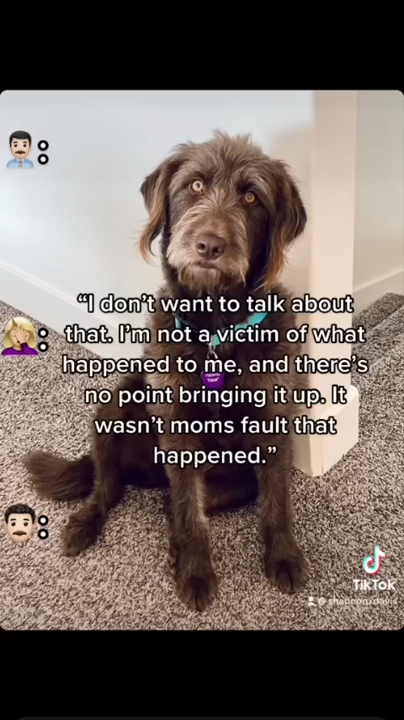 :
“I don’t want to talk about
:
that. I’m not a victim of what
happened to me, and there’s
no point bringing it up. It
wasn’t moms fault that
happened.”
:
TikTok